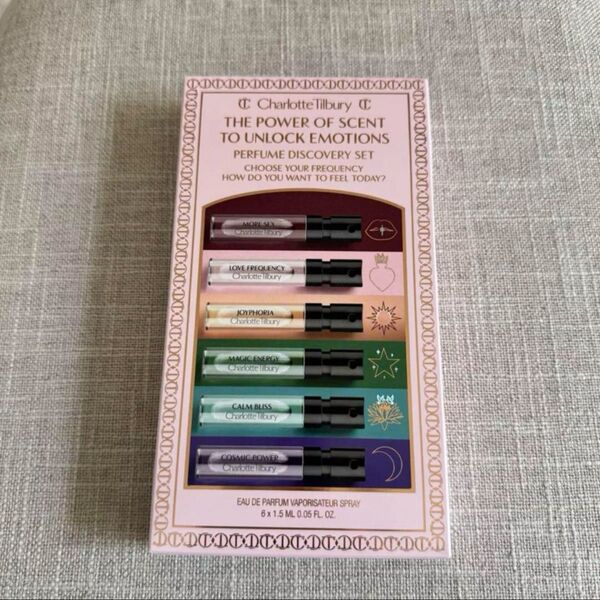 Charlotte Tilbury
THE POWER OF SCENT
TO UNLOCK EMOTIONS
PERFUME DISCOVERY SET
CHOOSE YOUR FREQUENCY
HOW DO YOU WANT TO FEEL TODAY?
MORE SEX
Charlotte Tilbury
LOVE FREQUENCY
Charlotte Tilbury
JOYPHORIA
Charlotte Tilbury
MAGIC ENERGY
Charlotte Tilbury
CALM BLISS
Charlotte Tilbury
COSMIC POWER
Charlotte Tilbury
EAU DE PARFUM VAPORISATEUR SPRAY
6 x 1.5 ML 0.05 FL. OZ.